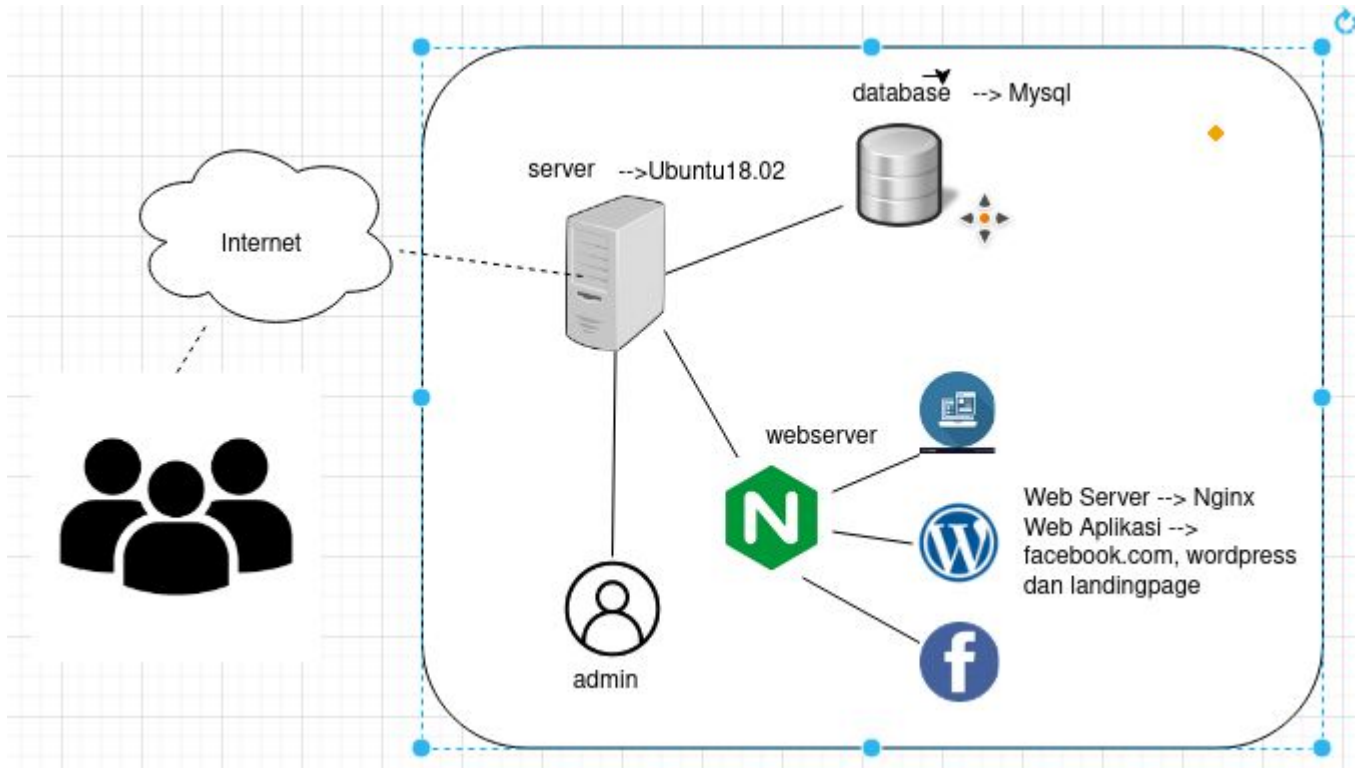 database --> Mysql
server -->Ubuntu18.02
Internet
webserver
Web Server --> Nginx
Web Aplikasi -->
facebook.com, wordpress
dan landingpage
admin